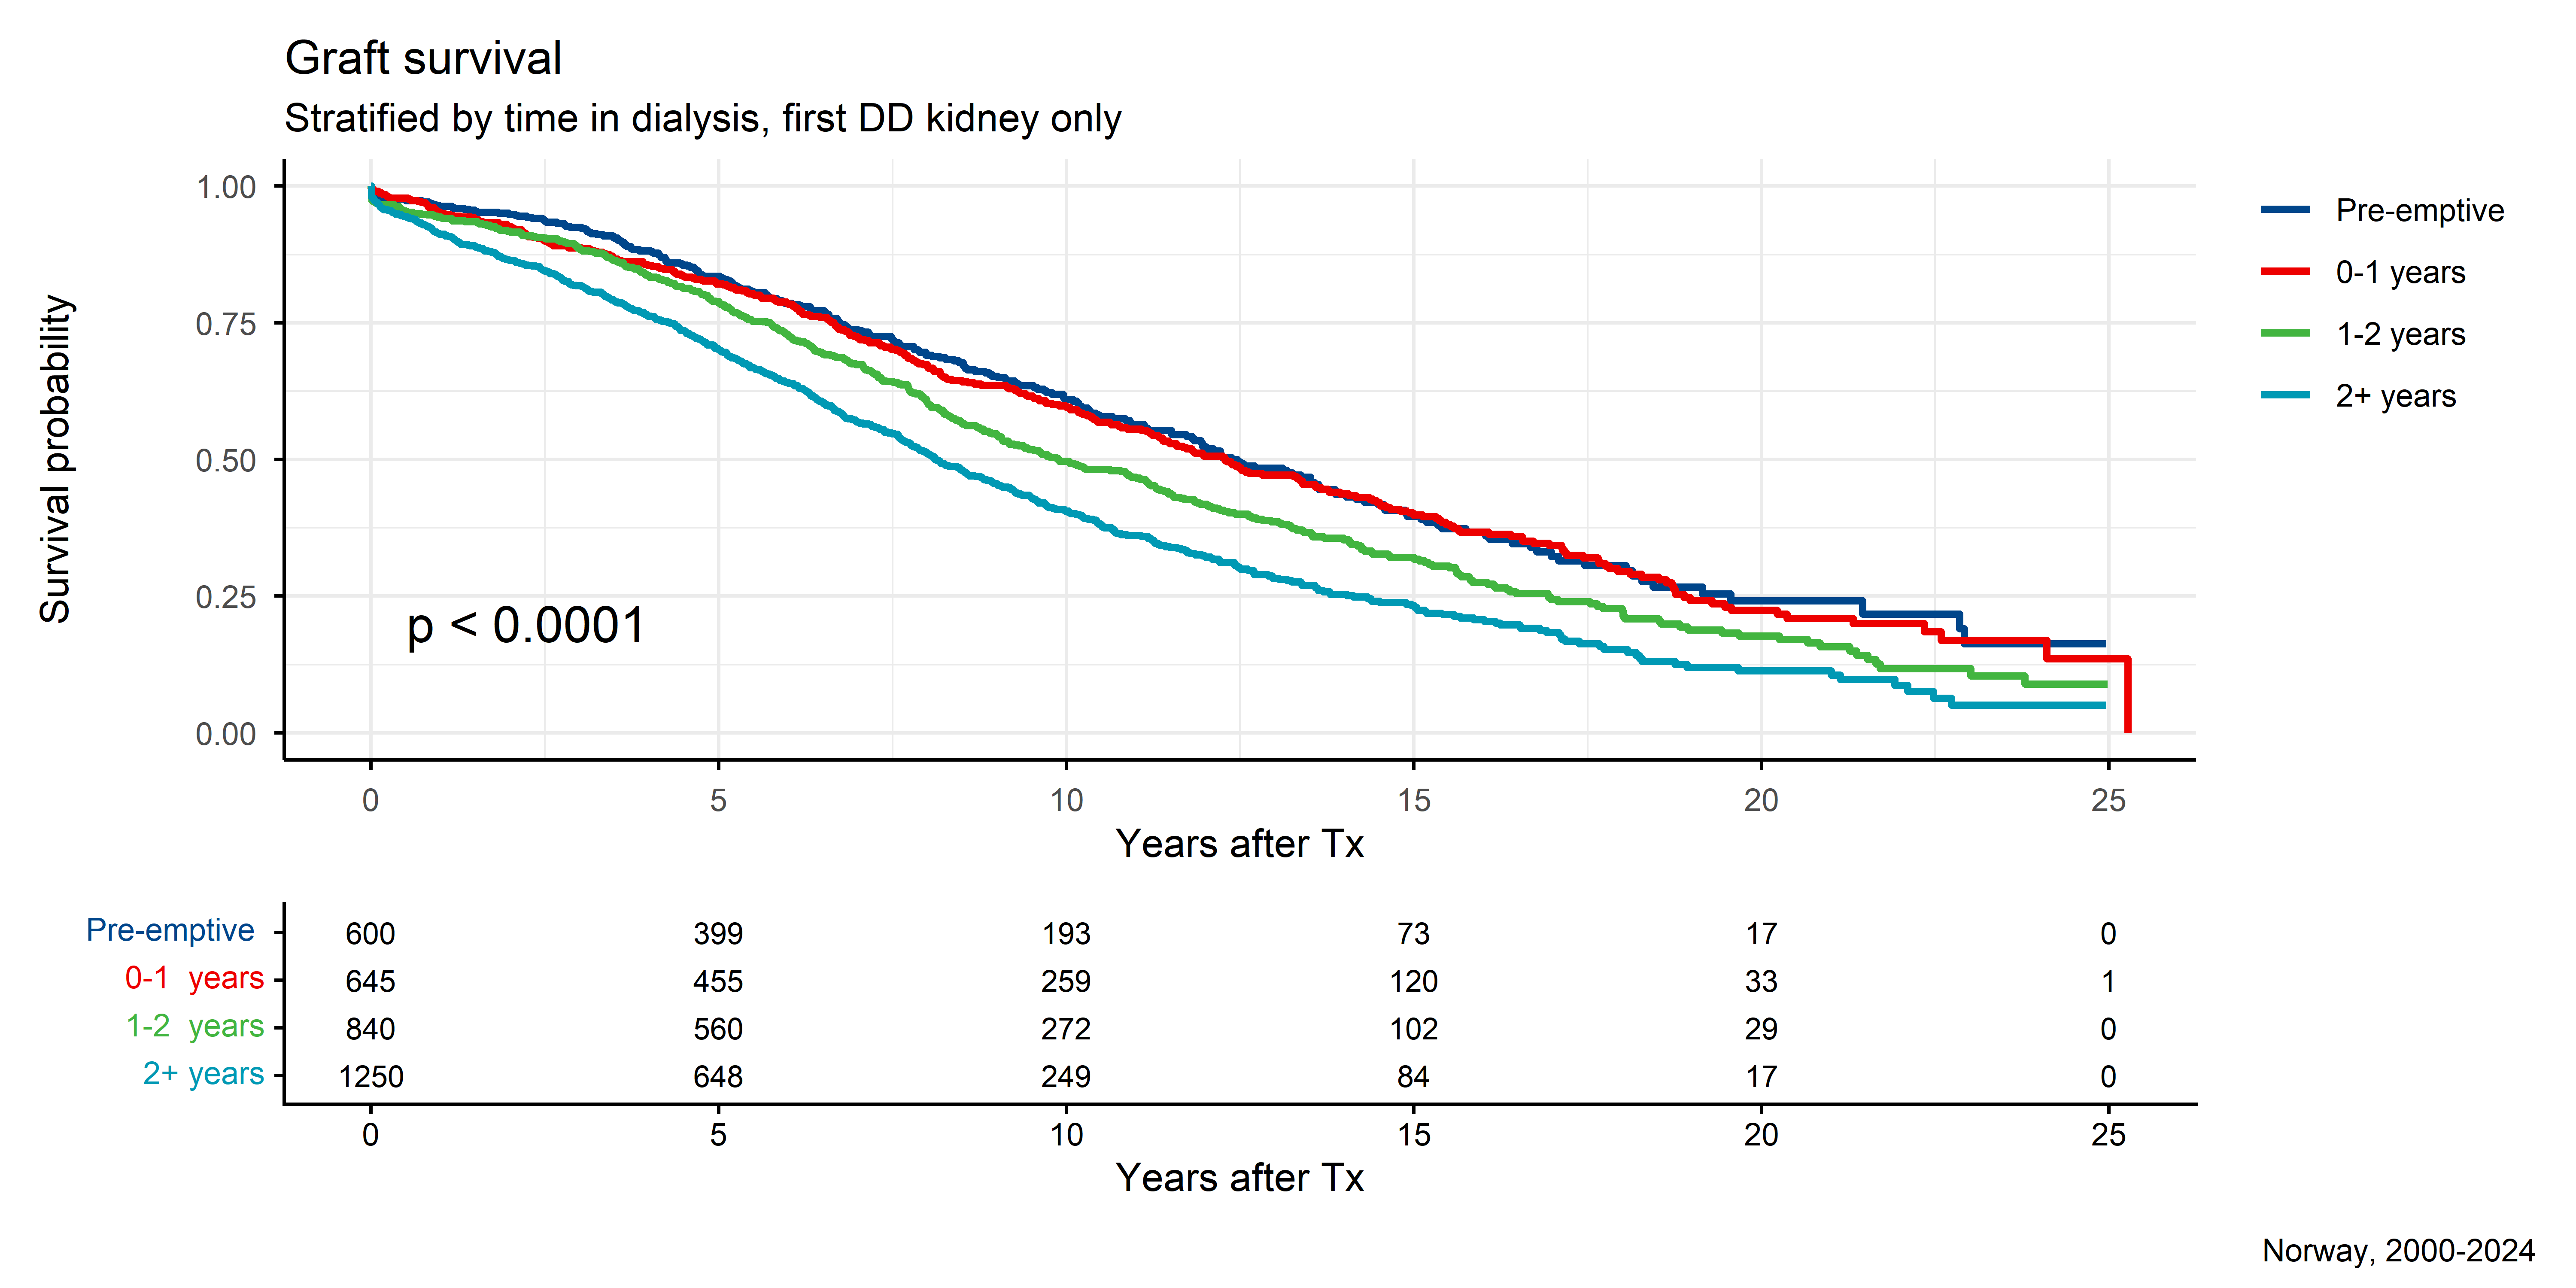 Graft survival
Stratified by time in dialysis, first DD kidney only
Survival probability
1.00
0.75
0.50
0.25
0.00
p < 0.0001
Pre-emptive
0-1 years
1-2 years
2+ years
0 5 10 15 20 25
Years after Tx
Pre-emptive 600 399 193 73 17 0
0-1 years 645 455 259 120 33 1
1-2 years 840 560 272 102 29 0
2+ years 1250 648 249 84 17 0
0 5 10 15 20 25
Years after Tx
Norway, 2000-2024